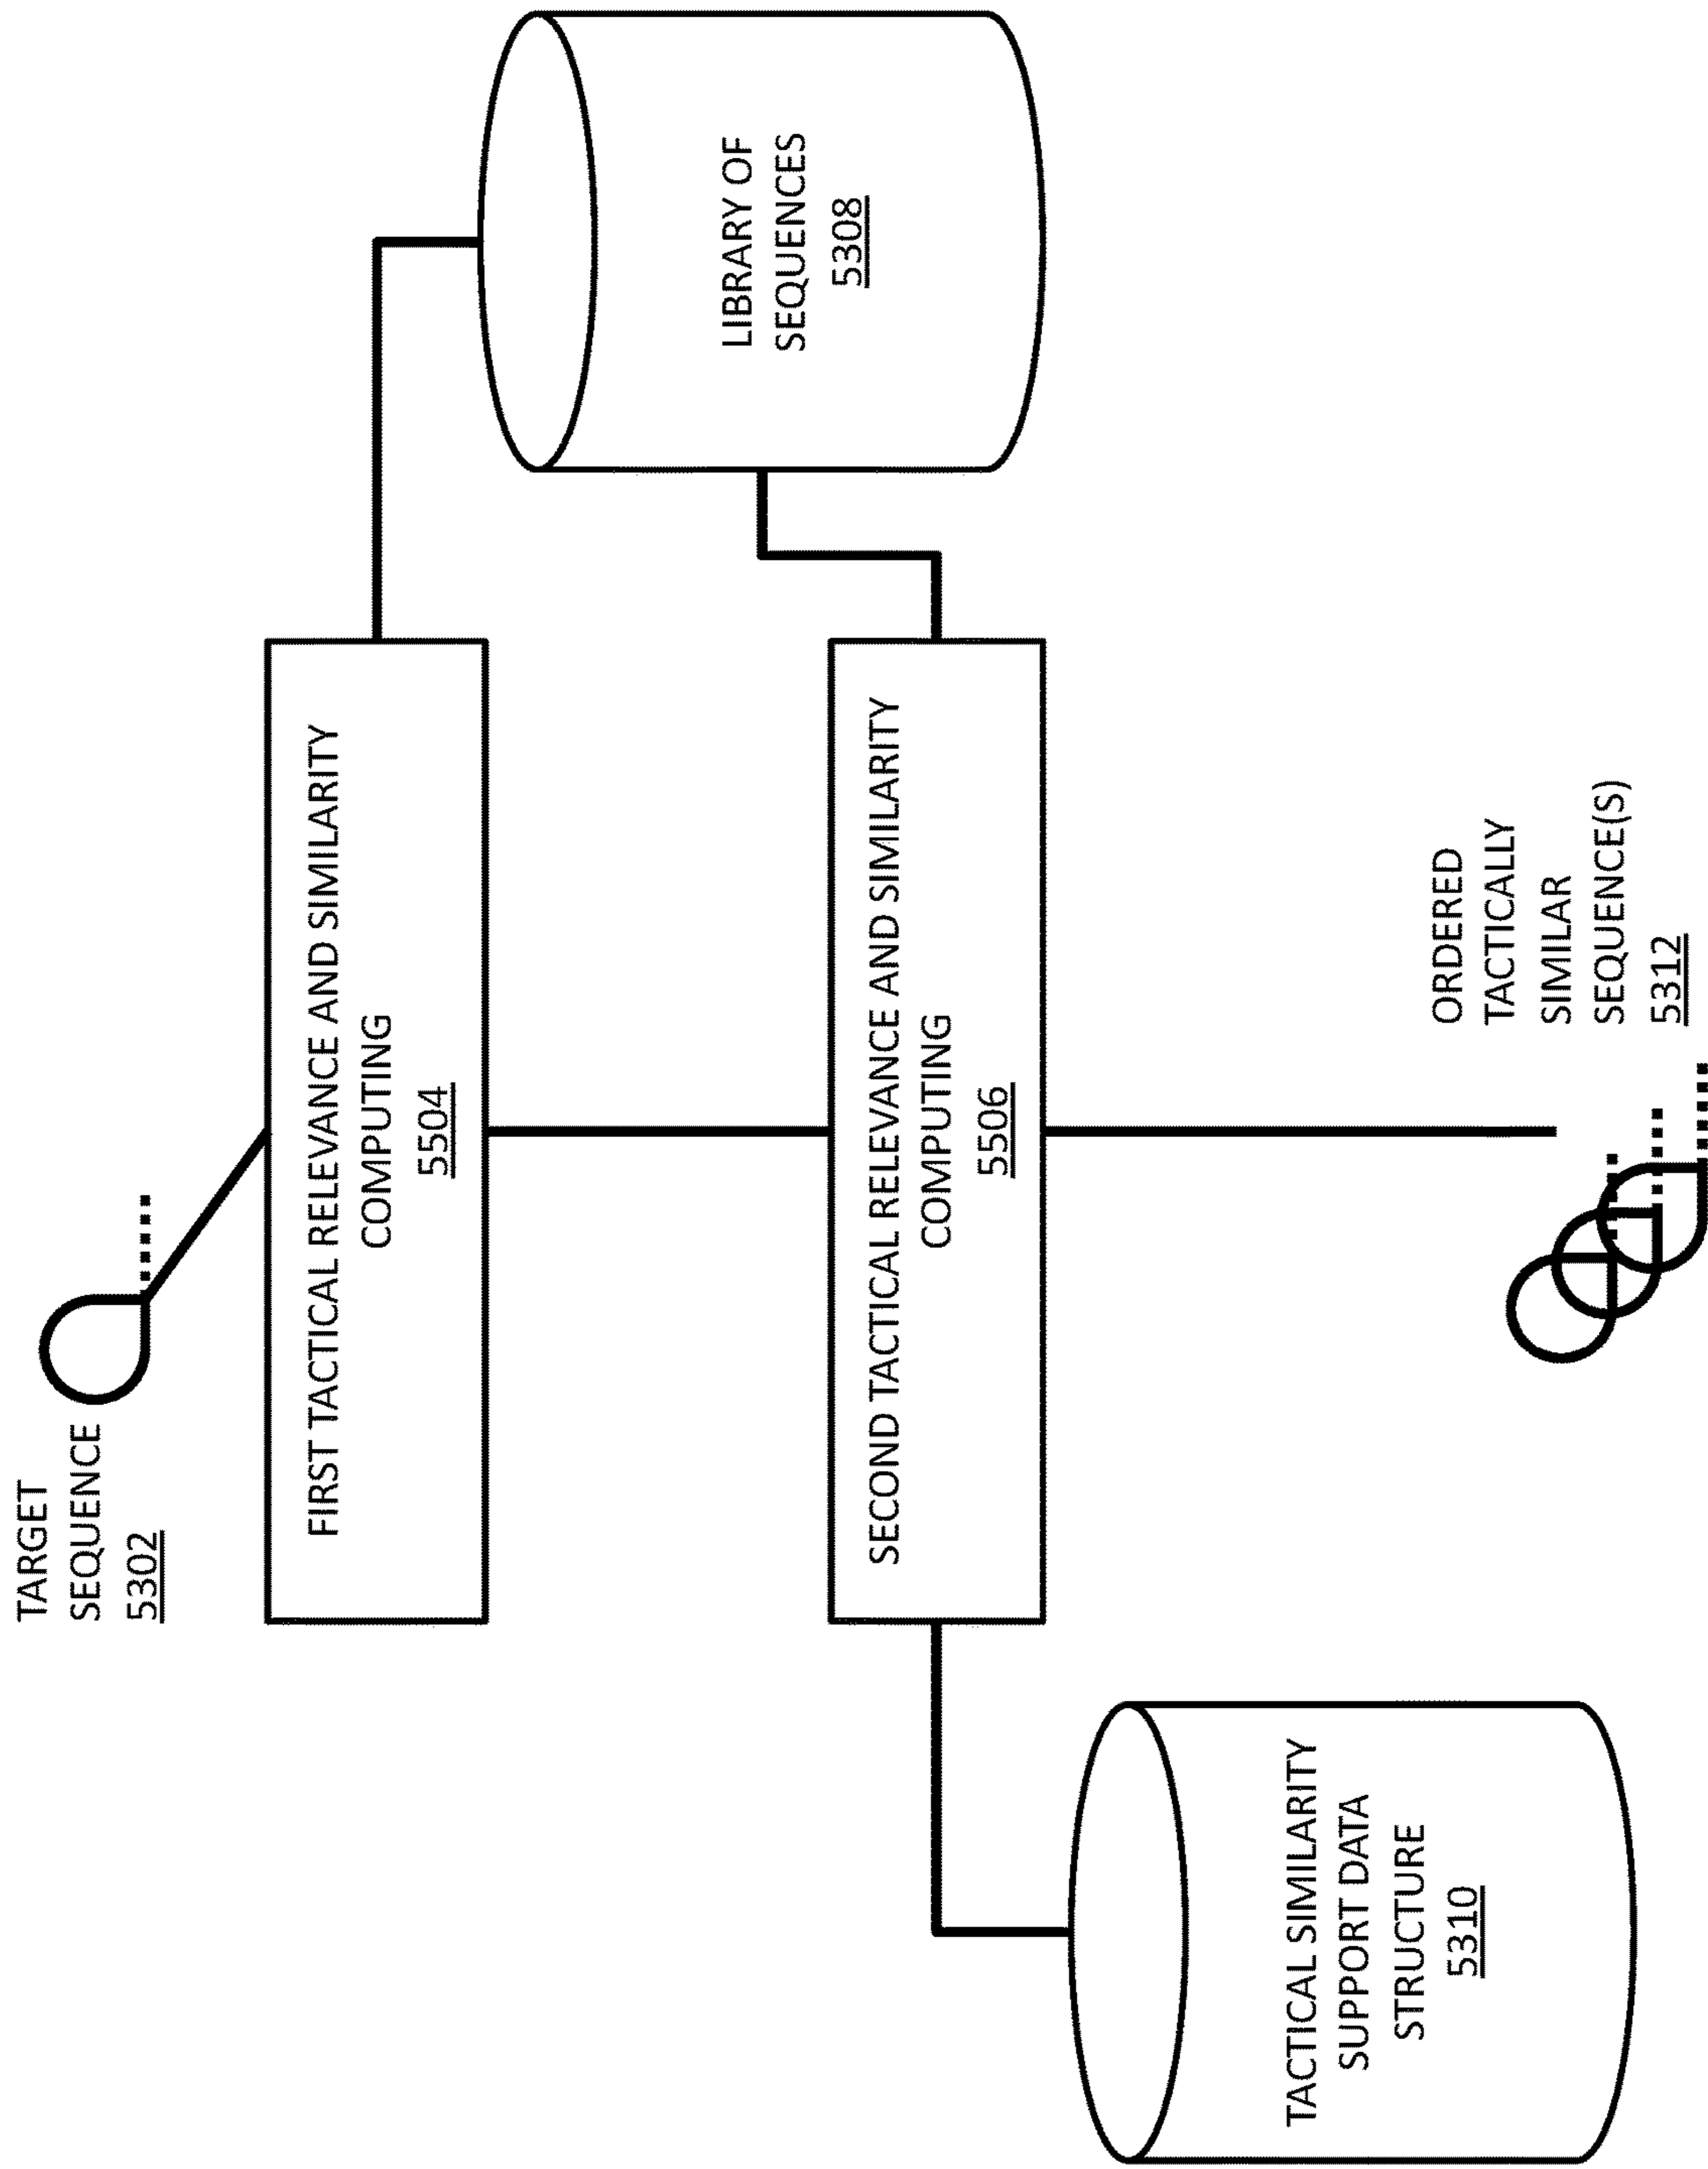 TARGET
SEQUENCE
5302
FIRST TACTICAL RELEVANCE AND SIMILARITY
COMPUTING
5504
LIBRARY OF
SEQUENCES
5308
SECOND TACTICAL RELEVANCE AND SIMILARITY
COMPUTING
5506
TACTICAL SIMILARITY
SUPPORT DATA
STRUCTURE
5310
ORDERED
TACTICALLY
SIMILAR
SEQUENCE(S)
5312